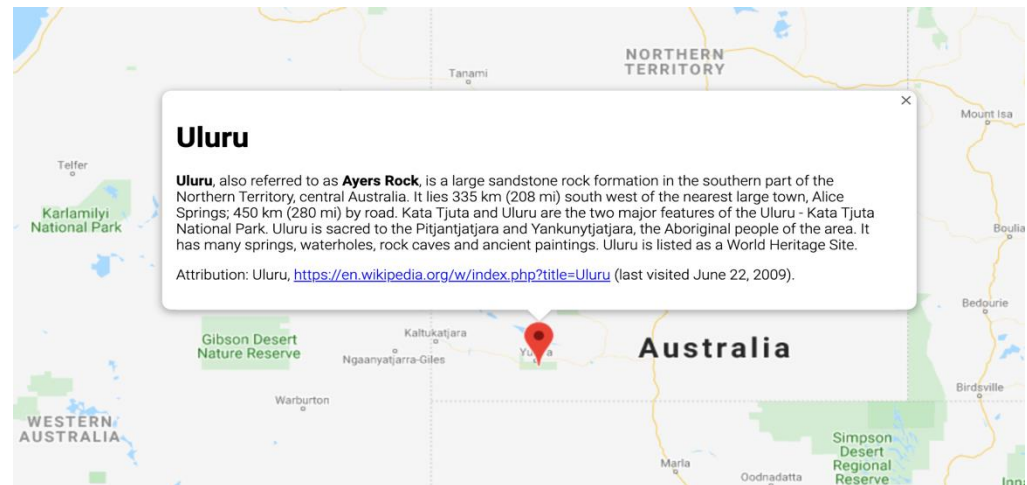 NORTHERN
TERRITORY
Tanami
×
Mount Isa
Uluru
Telfer
Uluru, also referred to as Ayers Rock, is a large sandstone rock formation in the southern part of the
Northern Territory, central Australia. It lies 335 km (208 mi) south west of the nearest large town, Alice
Springs; 450 km (280 mi) by road. Kata Tjuta and Uluru are the two major features of the Uluru - Kata Tjuta
National Park. Uluru is sacred to the Pitjantjatjara and Yankunytjatjara, the Aboriginal people of the area. It
has many springs, waterholes, rock caves and ancient paintings. Uluru is listed as a World Heritage Site.
Karlamilyi
National Park
Boulia
Attribution: Uluru, https://en.wikipedia.org/w/index.php?title=Uluru (last visited June 22, 2009).
Bedourie
Gibson Desert
Nature Reserve
Kaltukatjara
Ngaanyatjarra-Giles
Australia
Birdsville
Warburton
WESTERN
AUSTRALIA
Simpson
Desert
Regional
Reserve
Marla
Oodnadatta